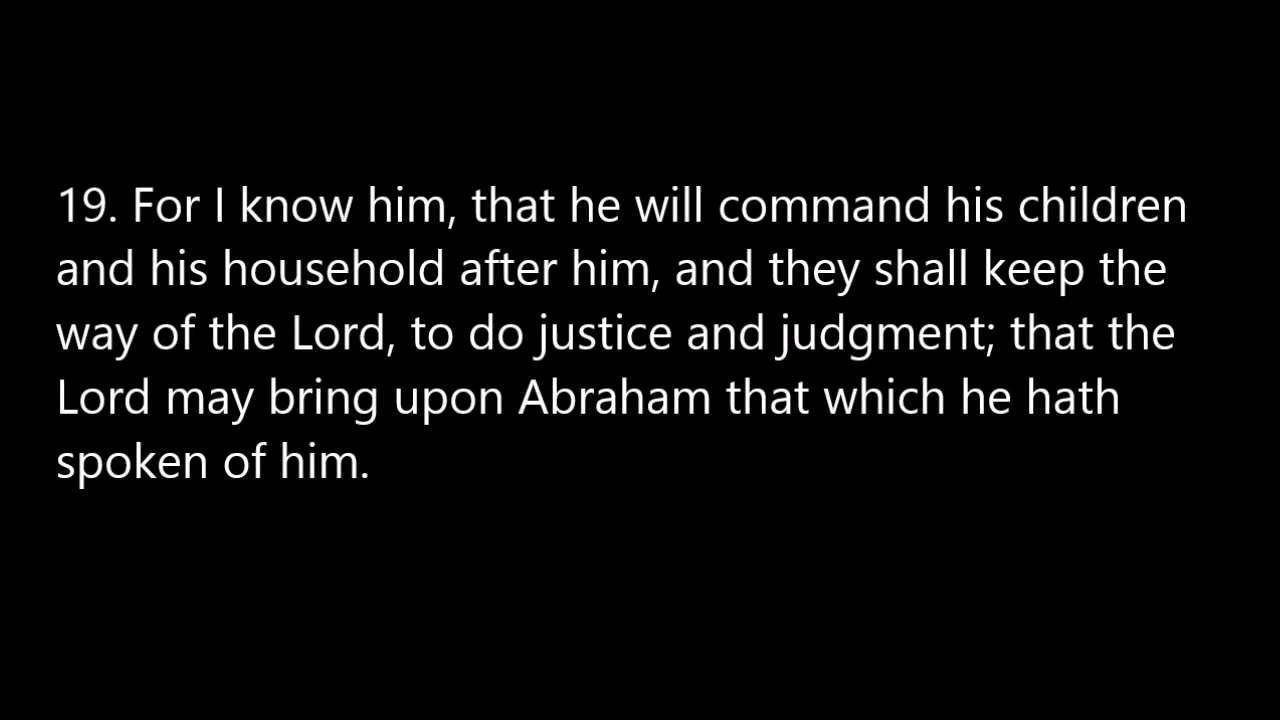 19. For I know him, that he will command his children
and his household after him, and they shall keep the
way of the Lord, to do justice and judgment; that the
Lord may bring upon Abraham that which he hath
spoken of him.